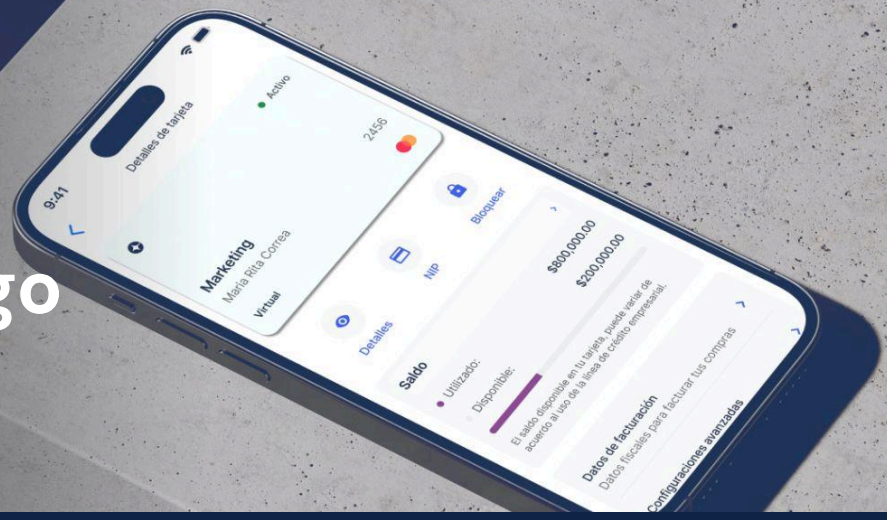 go
9:41
Detalles de tarjeta
Activo
Marketing
María Rita Correa
Virtual
2456
Detalles
NIP
Bloquear
Saldo
Utilizado:
$800,000.00
Disponible:
$200,000.00
El saldo disponible en tu tarjeta, puede variar de
acuerdo al uso de la línea de crédito empresarial.
Datos de facturación
Datos fiscales para facturar tus compras
Configuraciones avanzadas